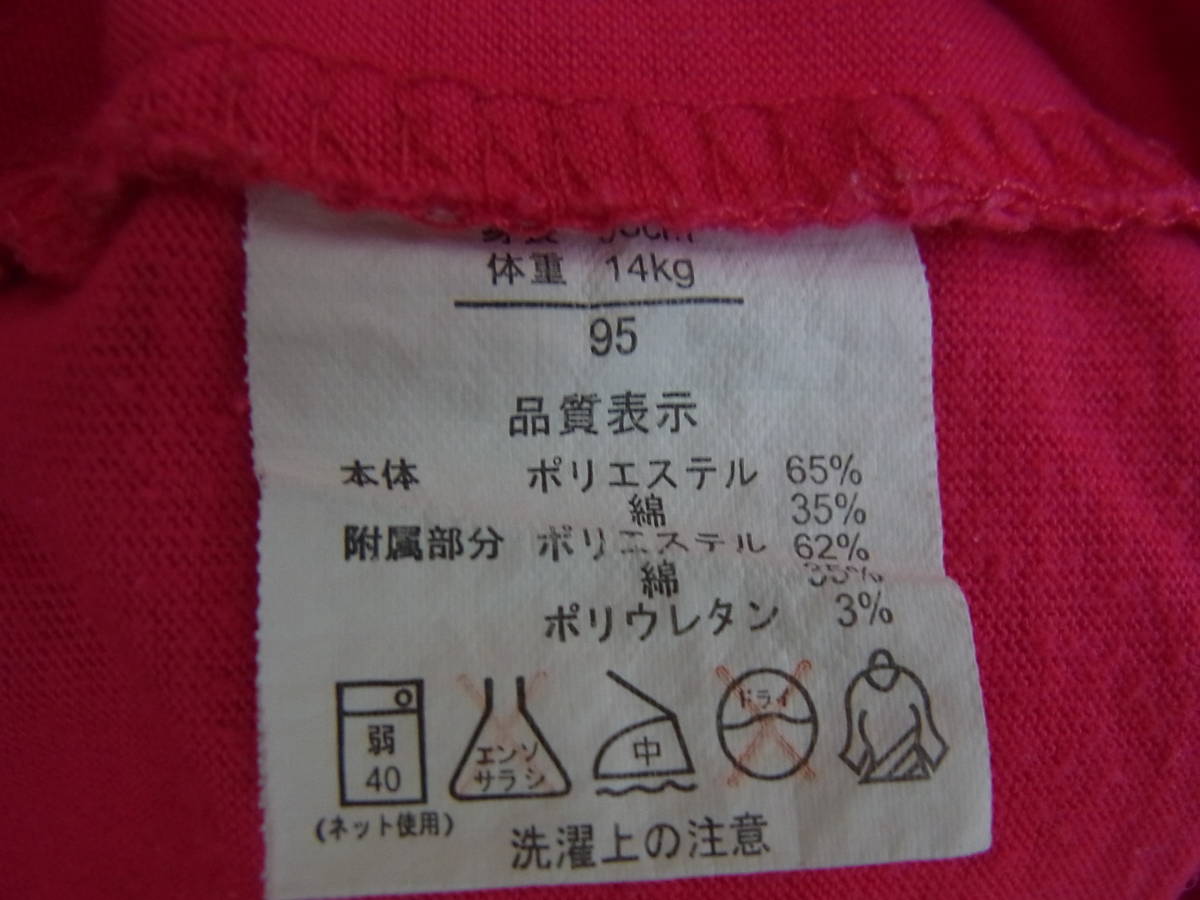 体重 14kg
95
品質表示
本体 ポリエステル 65%
綿 35%
附属部分 ポリエステル 62%
綿 35%
ポリウレタン 3%
弱
40
エンソ
サラシ
中
ドライ
(ネット使用)
洗濯上の注意